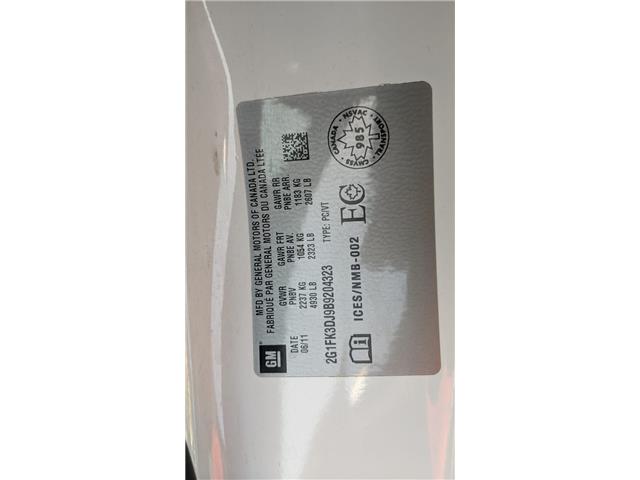 GM
MFD BY GENERAL MOTORS OF CANADA LTD.
FABRIQUE PAR GENERAL MOTORS DU CANADA LTEE
DATE GVWR GAWR FRT GAWR RR
06/11 PNBV PNBE AV. PNBE ARR.
2237 KG 1054 KG 1183 KG
4930 LB 2323 LB 2607 LB
2G1FK3DJ9B9204323 TYPE: PC/VT
ICES/NMB-002
CANADA · NSVAC · TRANSPORT · CMVSS ·
985